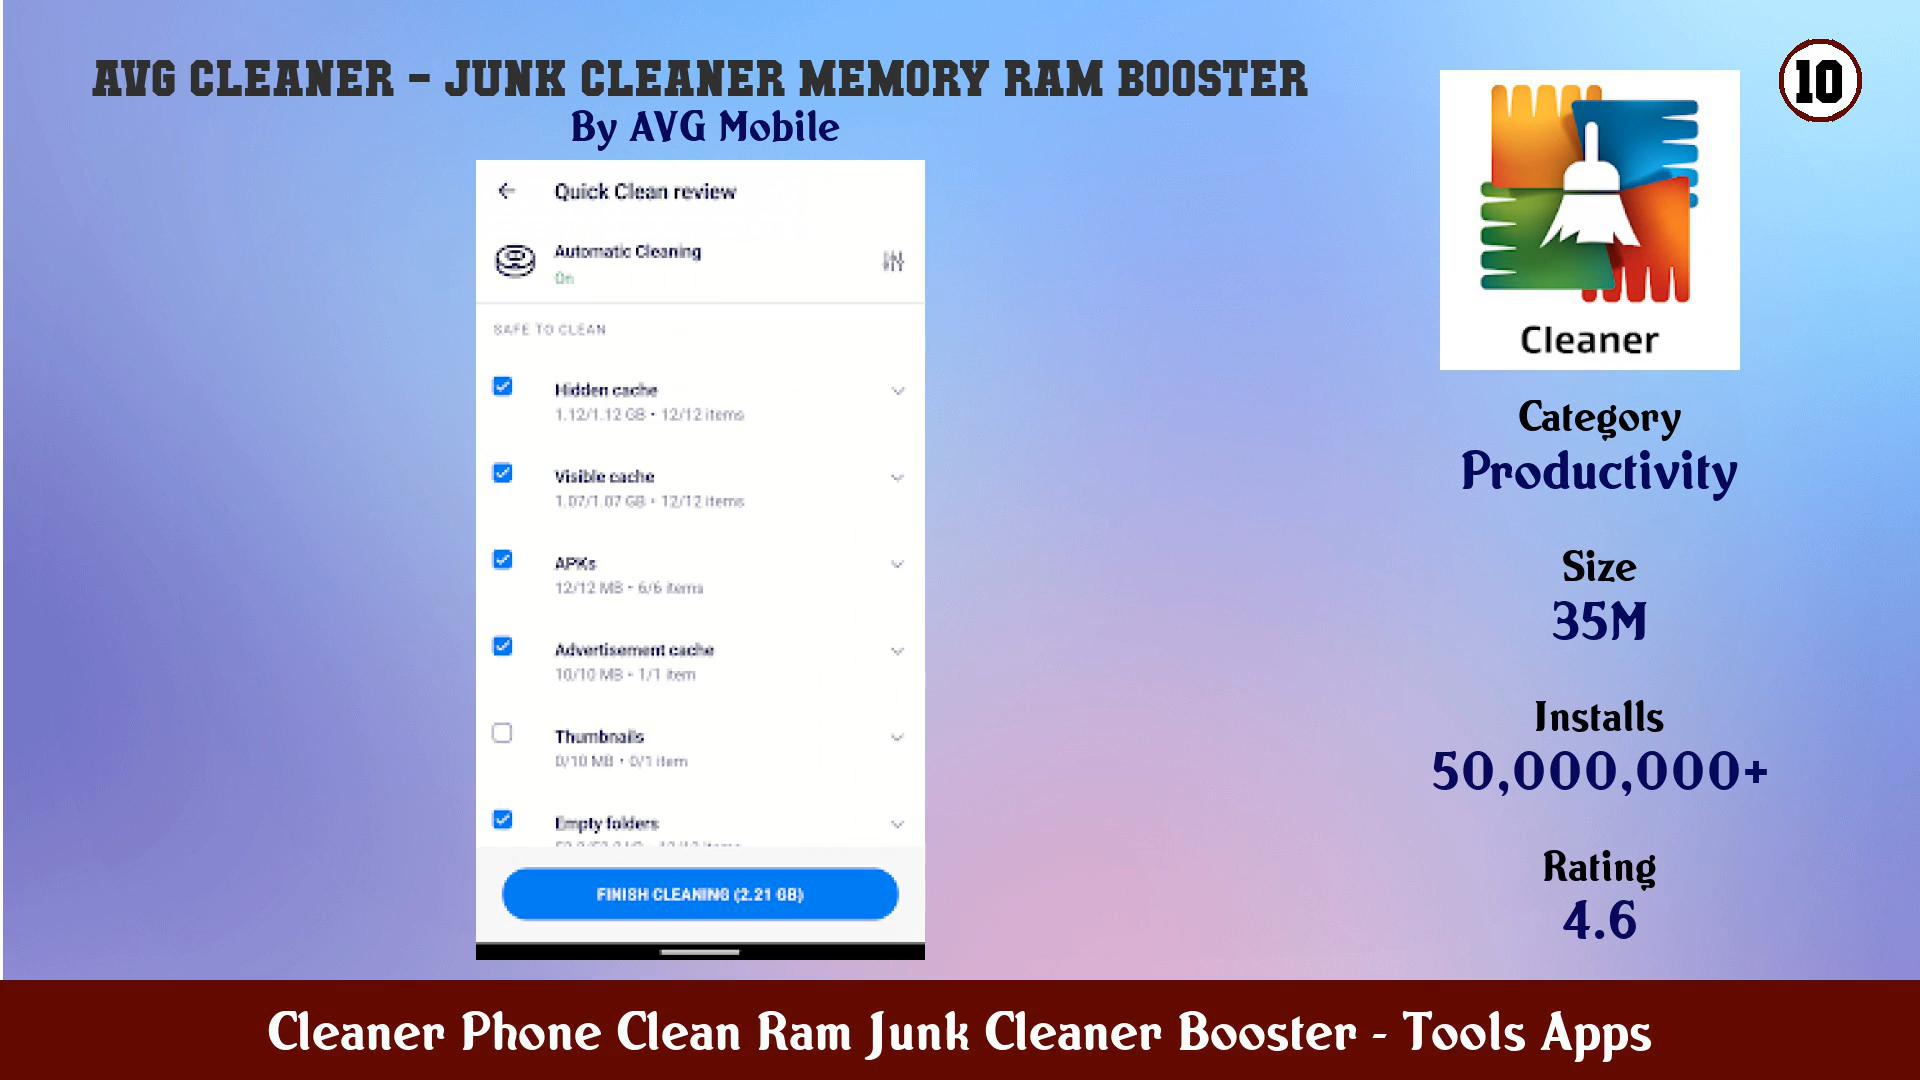 AVG CLEANER - JUNK CLEANER MEMORY RAM BOOSTER
By AVG Mobile
10
Quick Clean review
Automatic Cleaning
On
SAFE TO CLEAN
Hidden cache
1.12/1.12 GB • 12/12 items
Visible cache
1.07/1.07 GB • 12/12 items
APKs
12/12 MB • 6/6 items
Advertisement cache
10/10 MB • 1/1 item
Thumbnails
0/10 MB • 0/1 item
Empty folders
FINISH CLEANING (2.21 GB)
Cleaner
Category
Productivity
Size
35M
Installs
50,000,000+
Rating
4.6
Cleaner Phone Clean Ram Junk Cleaner Booster - Tools Apps